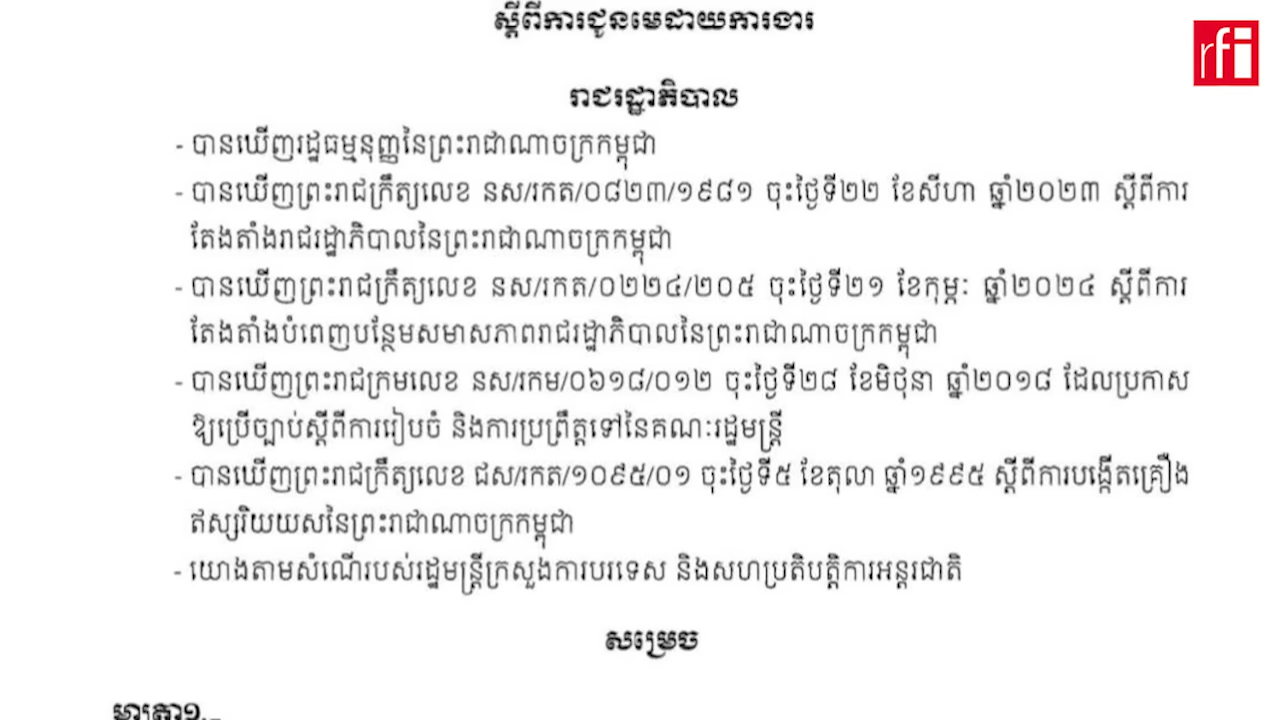 ស្តីពីការជូនមេដាយការងារ
rfi
រាជរដ្ឋាភិបាល
- បានឃើញរដ្ឋធម្មនុញ្ញនៃព្រះរាជាណាចក្រកម្ពុជា
- បានឃើញព្រះរាជក្រឹត្យលេខ នស/រកត/០៨២៣/១៩៨១ ចុះថ្ងៃទី២២ ខែសីហា ឆ្នាំ២០២៣ ស្តីពីការ
តែងតាំងរាជរដ្ឋាភិបាលនៃព្រះរាជាណាចក្រកម្ពុជា
- បានឃើញព្រះរាជក្រឹត្យលេខ នស/រកត/០២២៤/២០៥ ចុះថ្ងៃទី២១ ខែកុម្ភៈ ឆ្នាំ២០២៤ ស្តីពីការ
តែងតាំងបំពេញបន្ថែមសមាសភាពរាជរដ្ឋាភិបាលនៃព្រះរាជាណាចក្រកម្ពុជា
- បានឃើញព្រះរាជក្រមលេខ នស/រកម/០៦១៨/០១២ ចុះថ្ងៃទី២៨ ខែមិថុនា ឆ្នាំ២០១៨ ដែលប្រកាស
ឱ្យប្រើច្បាប់ស្តីពីការរៀបចំ និងការប្រព្រឹត្តទៅនៃគណៈរដ្ឋមន្ត្រី
- បានឃើញព្រះរាជក្រឹត្យលេខ ជស/រកត/១០៩៥/០១ ចុះថ្ងៃទី៥ ខែតុលា ឆ្នាំ១៩៩៥ ស្តីពីការបង្កើតគ្រឿង
ឥស្សរិយយសនៃព្រះរាជាណាចក្រកម្ពុជា
- យោងតាមសំណើរបស់រដ្ឋមន្ត្រីក្រសួងការបរទេស និងសហប្រតិបត្តិការអន្តរជាតិ
សម្រេច
មាត្រា១._